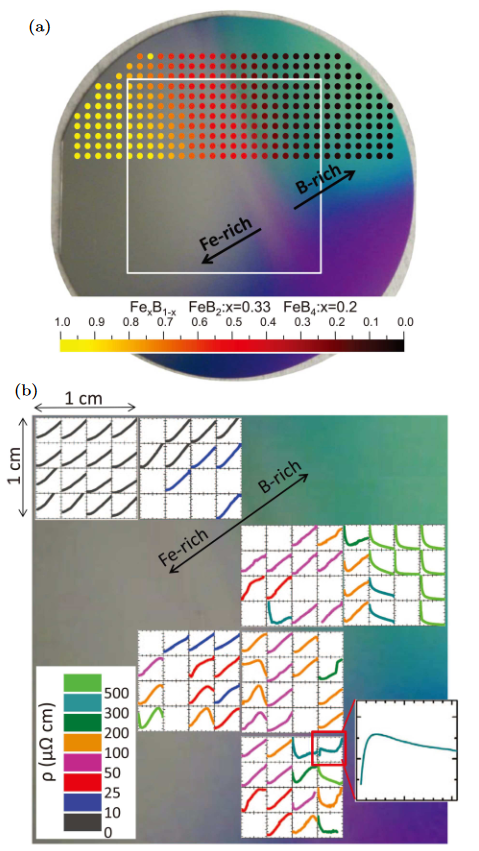 (a)
B-rich
Fe-rich
FeₓB₁₋ₓ FeB₂:x=0.33 FeB₄:x=0.2
1.0 0.9 0.8 0.7 0.6 0.5 0.4 0.3 0.2 0.1 0.0
(b)
1 cm
1 cm
B-rich
Fe-rich
ρ (μΩ cm)
500
300
200
100
50
25
10
0